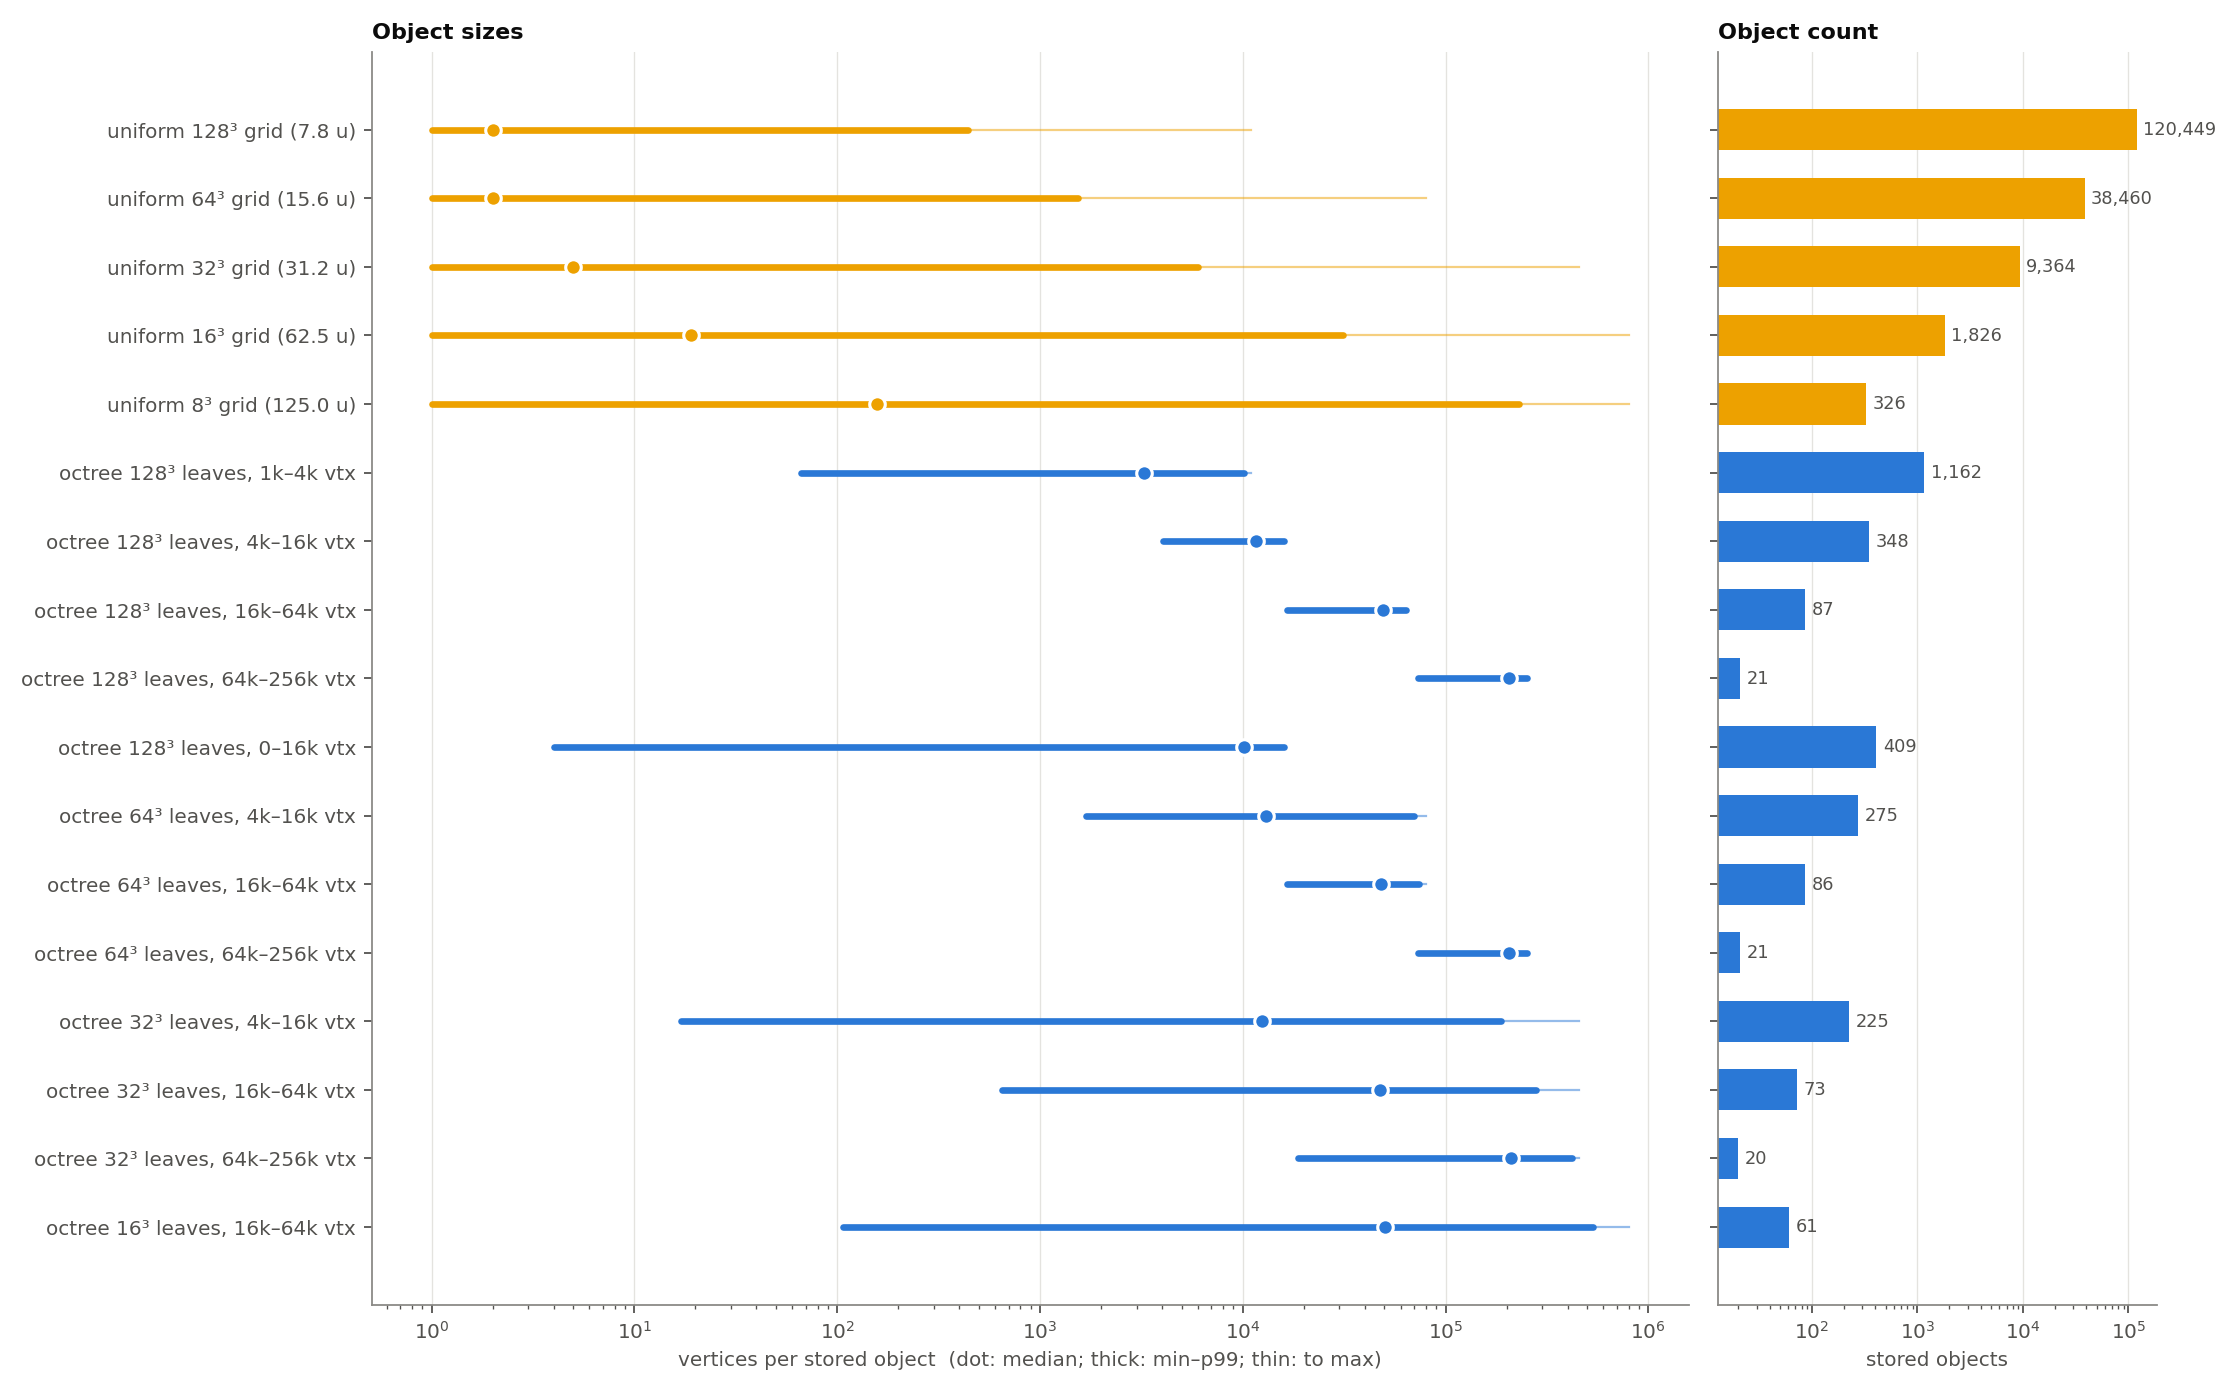 Object sizes
Object count
uniform 128³ grid (7.8 u)
120,449
uniform 64³ grid (15.6 u)
38,460
uniform 32³ grid (31.2 u)
9,364
uniform 16³ grid (62.5 u)
1,826
uniform 8³ grid (125.0 u)
326
octree 128³ leaves, 1k–4k vtx
1,162
octree 128³ leaves, 4k–16k vtx
348
octree 128³ leaves, 16k–64k vtx
87
octree 128³ leaves, 64k–256k vtx
21
octree 128³ leaves, 0–16k vtx
409
octree 64³ leaves, 4k–16k vtx
275
octree 64³ leaves, 16k–64k vtx
86
octree 64³ leaves, 64k–256k vtx
21
octree 32³ leaves, 4k–16k vtx
225
octree 32³ leaves, 16k–64k vtx
73
octree 32³ leaves, 64k–256k vtx
20
octree 16³ leaves, 16k–64k vtx
61
10⁰ 10¹ 10² 10³ 10⁴ 10⁵ 10⁶
10² 10³ 10⁴ 10⁵
vertices per stored object (dot: median; thick: min–p99; thin: to max)
stored objects